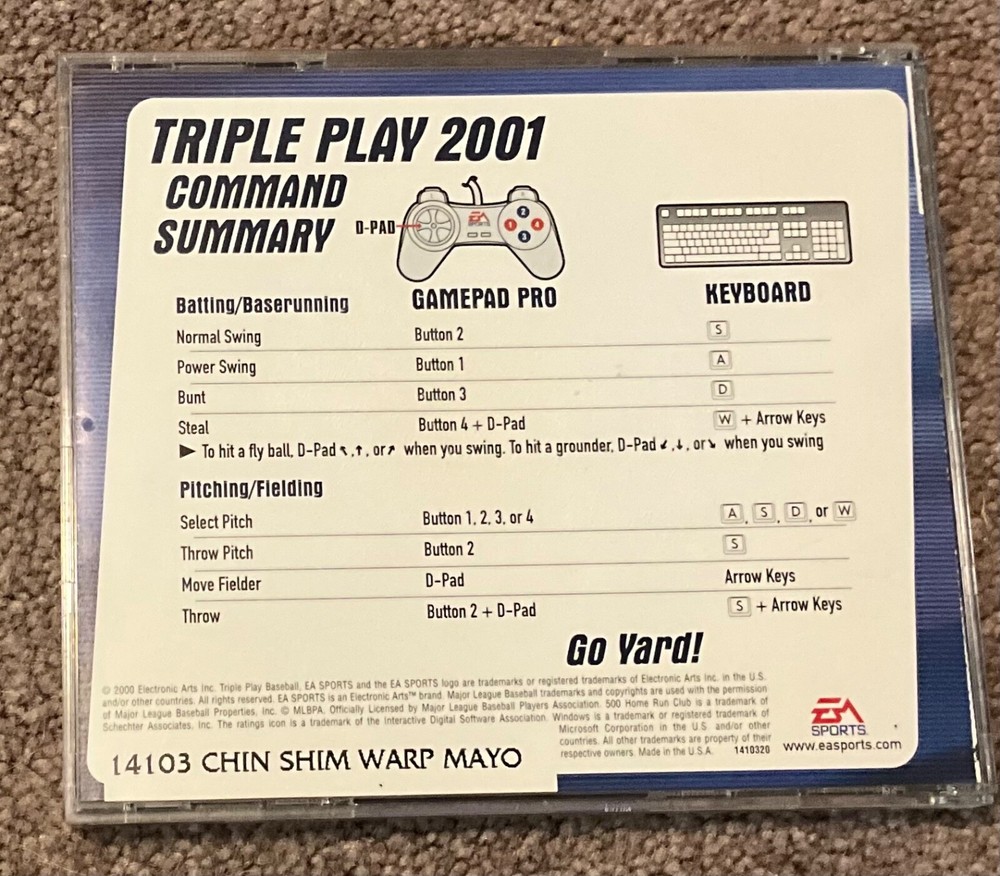 TRIPLE PLAY 2001
COMMAND
SUMMARY
D-PAD
EA
SPORTS
2
1 4
3
GAMEPAD PRO
KEYBOARD
Batting/Baserunning
Normal Swing Button 2 S
Power Swing Button 1 A
Bunt Button 3 D
Steal Button 4 + D-Pad W + Arrow Keys
► To hit a fly ball, D-Pad ↖,↑, or↗ when you swing. To hit a grounder, D-Pad ↙,↓, or↘ when you swing
Pitching/Fielding
Select Pitch Button 1, 2, 3, or 4 A, S, D, or W
Throw Pitch Button 2 S
Move Fielder D-Pad Arrow Keys
Throw Button 2 + D-Pad S + Arrow Keys
Go Yard!
© 2000 Electronic Arts Inc. Triple Play Baseball, EA SPORTS and the EA SPORTS logo are trademarks or registered trademarks of Electronic Arts Inc. in the U.S.
and/or other countries. All rights reserved. EA SPORTS is an Electronic Arts™ brand. Major League Baseball trademarks and copyrights are used with the permission
of Major League Baseball Properties, Inc. © MLBPA. Officially Licensed by Major League Baseball Players Association. 500 Home Run Club is a trademark of
Schechter Associates, Inc. The ratings icon is a trademark of the Interactive Digital Software Association. Windows is a trademark or registered trademark of
Microsoft Corporation in the U.S. and/or other
countries. All other trademarks are property of their
respective owners. Made in the U.S.A. 1410320
EA
SPORTS
www.easports.com
14103 CHIN SHIM WARP MAYO